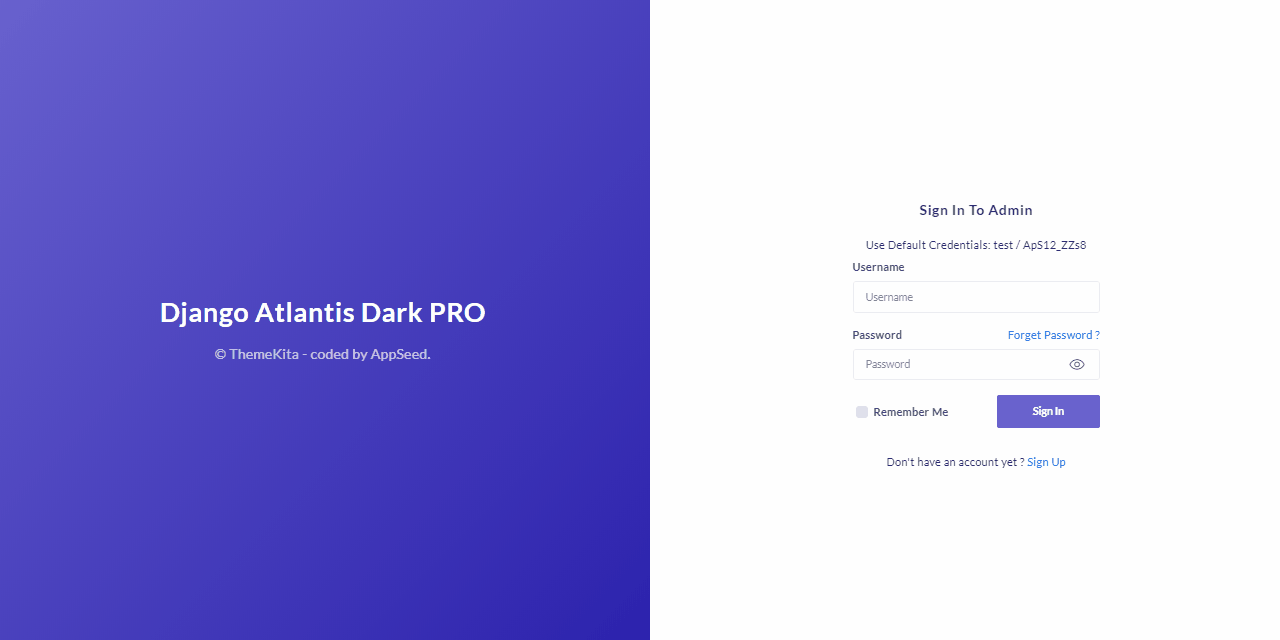 Django Atlantis Dark PRO
© ThemeKita - coded by AppSeed.
Sign In To Admin
Use Default Credentials: test / ApS12_ZZs8
Username
Username
Password Forget Password ?
Password
Remember Me Sign In
Don't have an account yet ? Sign Up